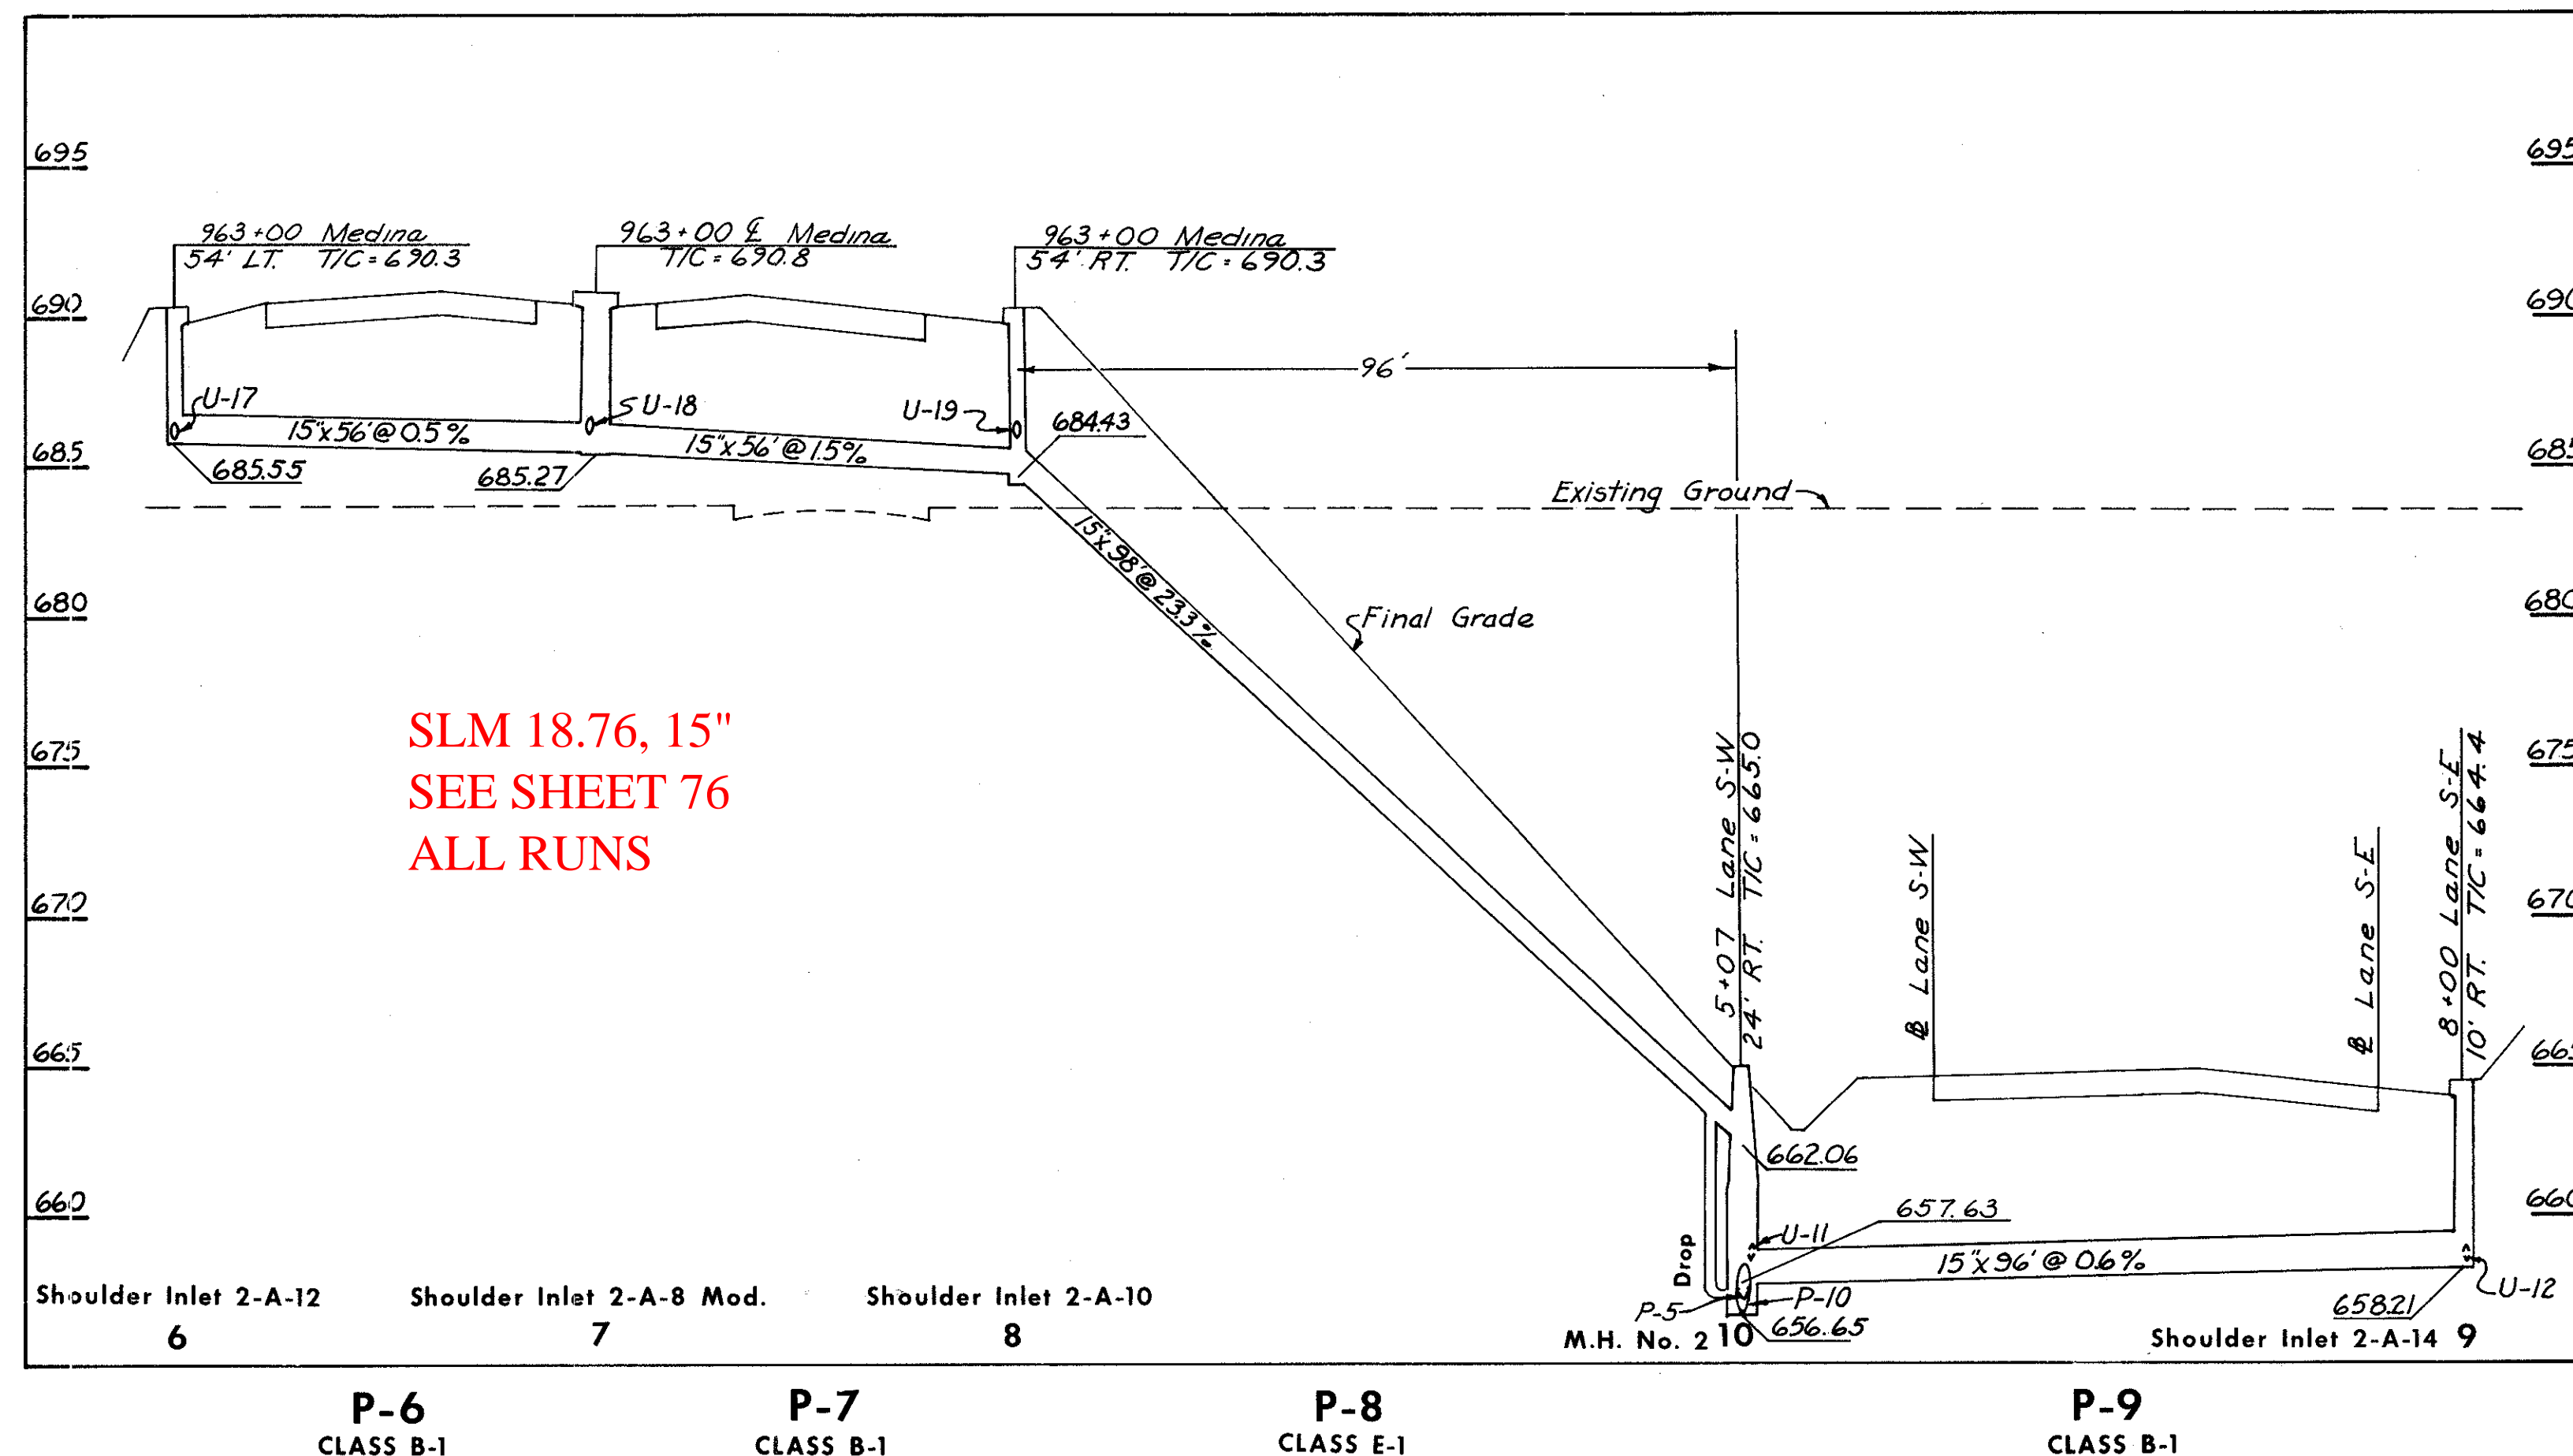 695
695
963+00 Medina
54' LT. T/C = 690.3
963+00 ℄ Medina
T/C = 690.8
963+00 Medina
54' RT. T/C = 690.3
690
690
96'
U-17
U-18
U-19
684.43
15"x56' @ 0.5%
15"x56' @ 1.5%
685
685
685.55
685.27
Existing Ground
15"x98' @ 23.3%
680
680
Final Grade
SLM 18.76, 15"
SEE SHEET 76
ALL RUNS
675
675
5+07 Lane S-W
24' RT. T/C = 665.0
℄ Lane S-W
℄ Lane S-E
8+00 Lane S-E
10' RT. T/C = 664.4
670
670
665
665
662.06
660
660
657.63
U-11
Drop
15"x96' @ 0.6%
P-5
P-10
656.65
658.21
U-12
Shoulder Inlet 2-A-12
6
Shoulder Inlet 2-A-8 Mod.
7
Shoulder Inlet 2-A-10
8
M.H. No. 2 10
Shoulder Inlet 2-A-14 9
P-6
CLASS B-1
P-7
CLASS B-1
P-8
CLASS E-1
P-9
CLASS B-1